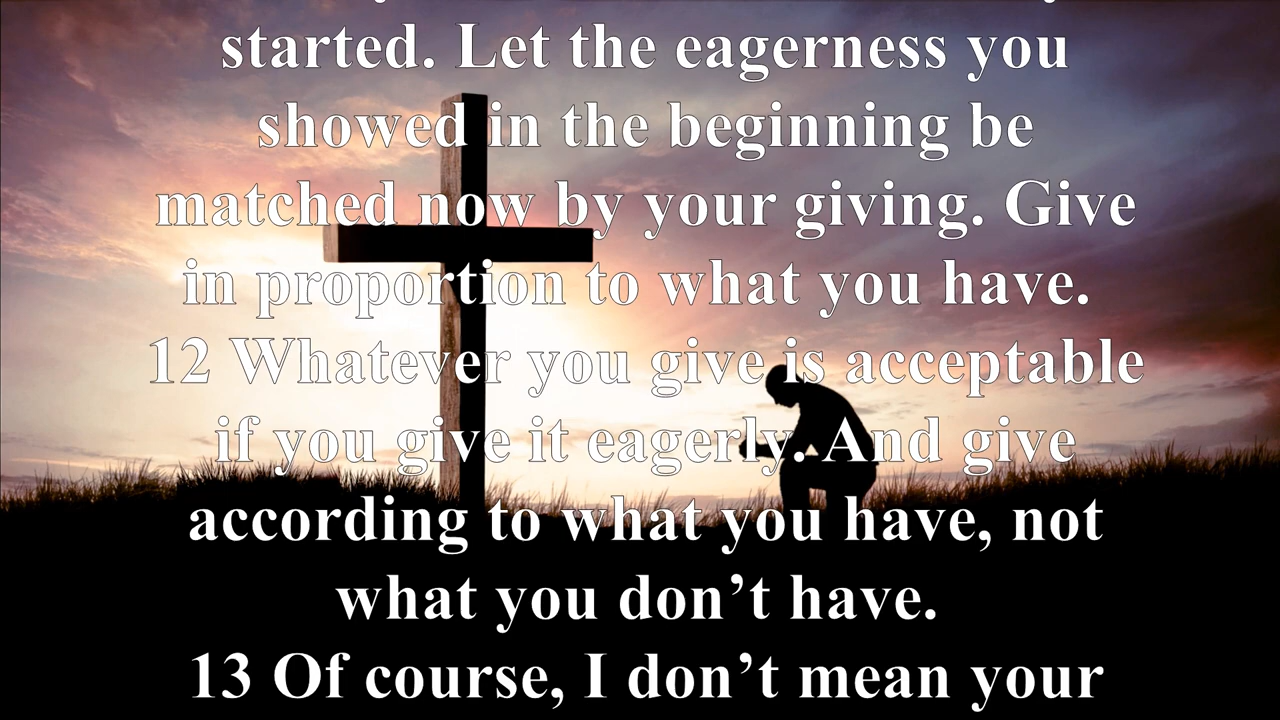 started. Let the eagerness you
showed in the beginning be
matched now by your giving. Give
in proportion to what you have.
12 Whatever you give is acceptable
if you give it eagerly. And give
according to what you have, not
what you don’t have.
13 Of course, I don’t mean your